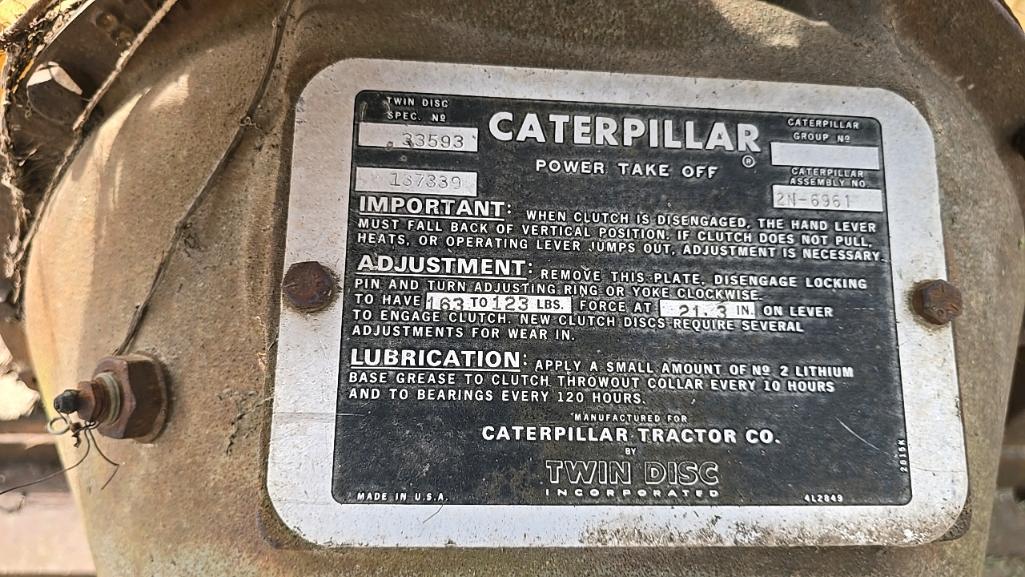 TWIN DISC
SPEC. Nº
33593
137339
CATERPILLAR®
POWER TAKE OFF
CATERPILLAR
GROUP Nº
CATERPILLAR
ASSEMBLY NO.
2N-6961
IMPORTANT: WHEN CLUTCH IS DISENGAGED, THE HAND LEVER
MUST FALL BACK OF VERTICAL POSITION. IF CLUTCH DOES NOT PULL,
HEATS, OR OPERATING LEVER JUMPS OUT, ADJUSTMENT IS NECESSARY.
ADJUSTMENT: REMOVE THIS PLATE, DISENGAGE LOCKING
PIN AND TURN ADJUSTING RING OR YOKE CLOCKWISE.
TO HAVE 163 TO 123 LBS. FORCE AT 21.3 IN. ON LEVER
TO ENGAGE CLUTCH. NEW CLUTCH DISCS REQUIRE SEVERAL
ADJUSTMENTS FOR WEAR IN.
LUBRICATION: APPLY A SMALL AMOUNT OF Nº 2 LITHIUM
BASE GREASE TO CLUTCH THROWOUT COLLAR EVERY 10 HOURS
AND TO BEARINGS EVERY 120 HOURS.
MANUFACTURED FOR
CATERPILLAR TRACTOR CO.
BY
TWIN DISC
INCORPORATED
MADE IN U.S.A.
4L2849
2015K